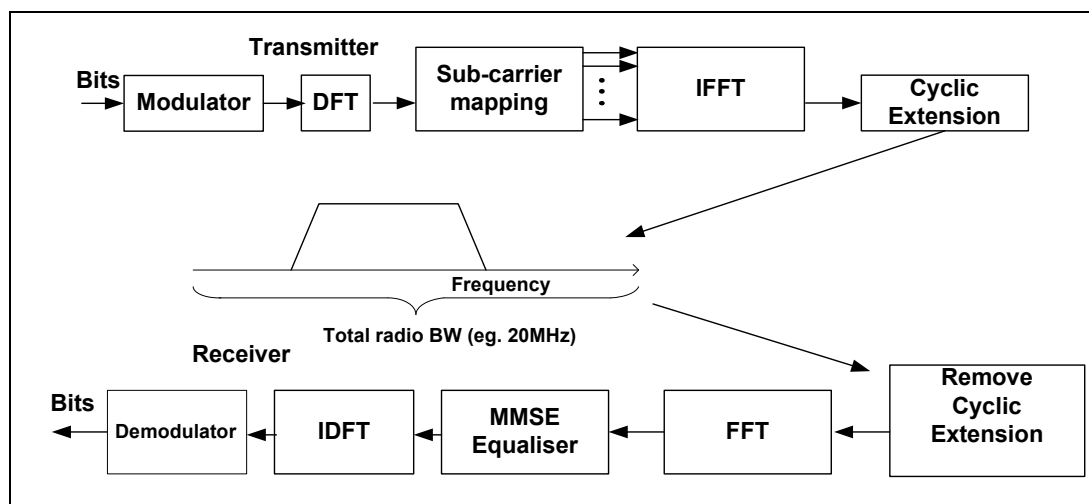 Transmitter
Bits
Modulator
DFT
Sub-carrier
mapping
IFFT
Cyclic
Extension
Frequency
Total radio BW (eg. 20MHz)
Receiver
Bits
Demodulator
IDFT
MMSE
Equaliser
FFT
Remove
Cyclic
Extension